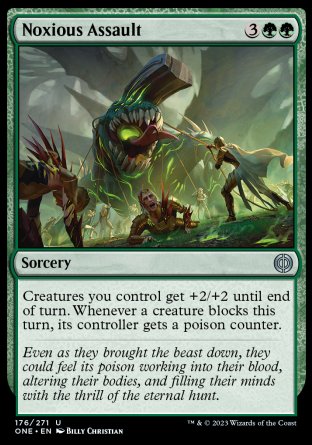 Noxious Assault 3
Sorcery
Creatures you control get +2/+2 until end
of turn. Whenever a creature blocks this
turn, its controller gets a poison counter.
Even as they brought the beast down, they
could feel its poison working into their blood,
altering their bodies, and filling their minds
with the thrill of the eternal hunt.
176/271 U
ONE • EN BILLY CHRISTIAN
™ & © 2023 Wizards of the Coast